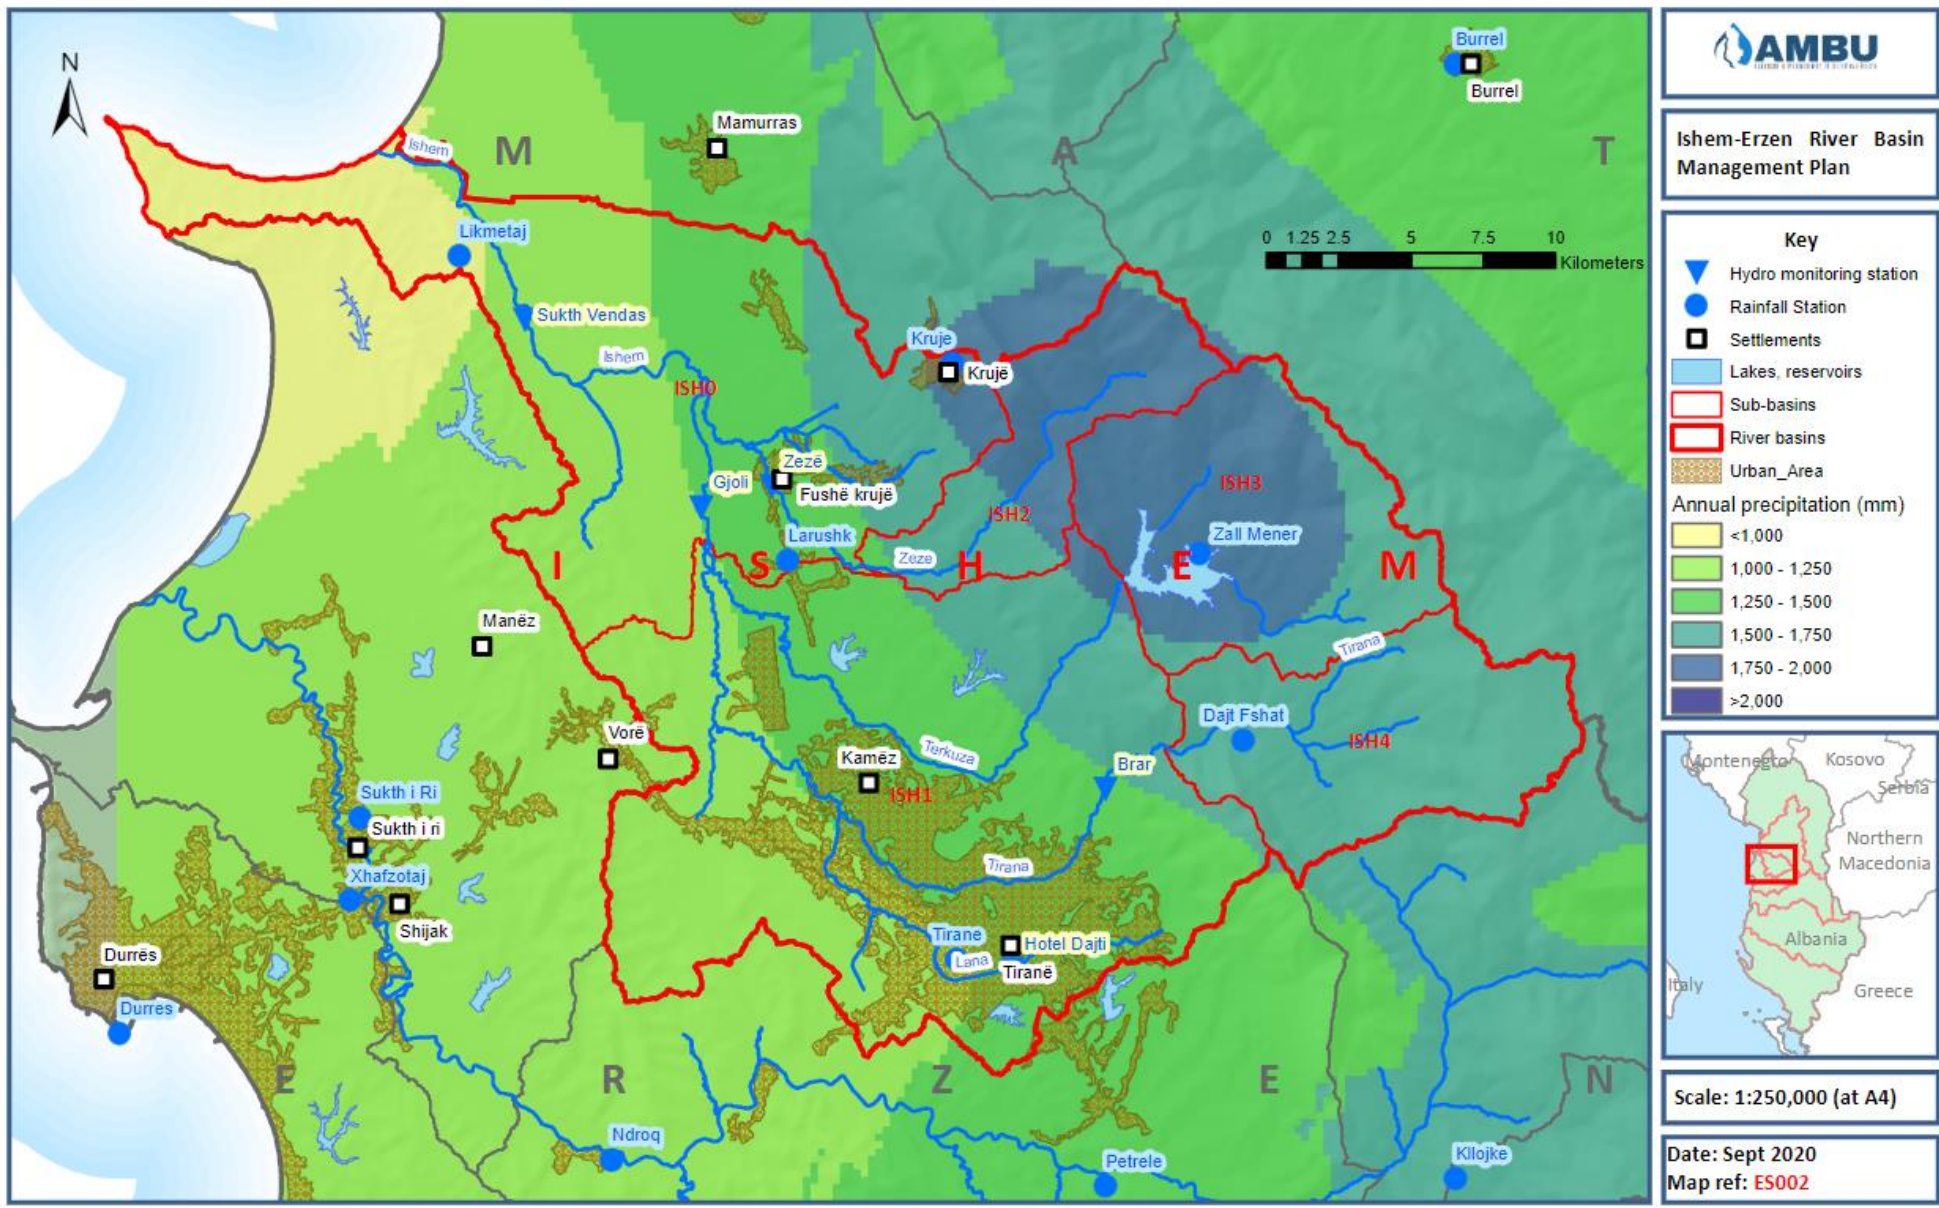 N
Ishem
M
Mamurras
A
Burrel
Burrel
T
Likmetaj
0 1.25 2.5 5 7.5 10
Kilometers
Sukth Vendas
Ishem
ISH0
Kruje
Krujë
Zezë
Gjoli
Fushë krujë
ISH3
ISH2
Larushk
Zall Mener
Zeze
I
S
H
E
M
Manëz
Tirana
Vorë
Dajt Fshat
ISH4
Terkuza
Kamëz
Brar
ISH1
Sukth i Ri
Sukth i ri
Tirana
Xhafzotaj
Shijak
Tirane
Hotel Dajti
Lana
Tiranë
Durrës
Durres
E
R
Z
E
N
Ndroq
Petrele
Kllojke
AMBU
Ishem-Erzen River Basin
Management Plan
Key
Hydro monitoring station
Rainfall Station
Settlements
Lakes, reservoirs
Sub-basins
River basins
Urban_Area
Annual precipitation (mm)
<1,000
1,000 - 1,250
1,250 - 1,500
1,500 - 1,750
1,750 - 2,000
>2,000
Montenegro
Kosovo
Serbia
Northern
Macedonia
Albania
Italy
Greece
Scale: 1:250,000 (at A4)
Date: Sept 2020
Map ref: ES002